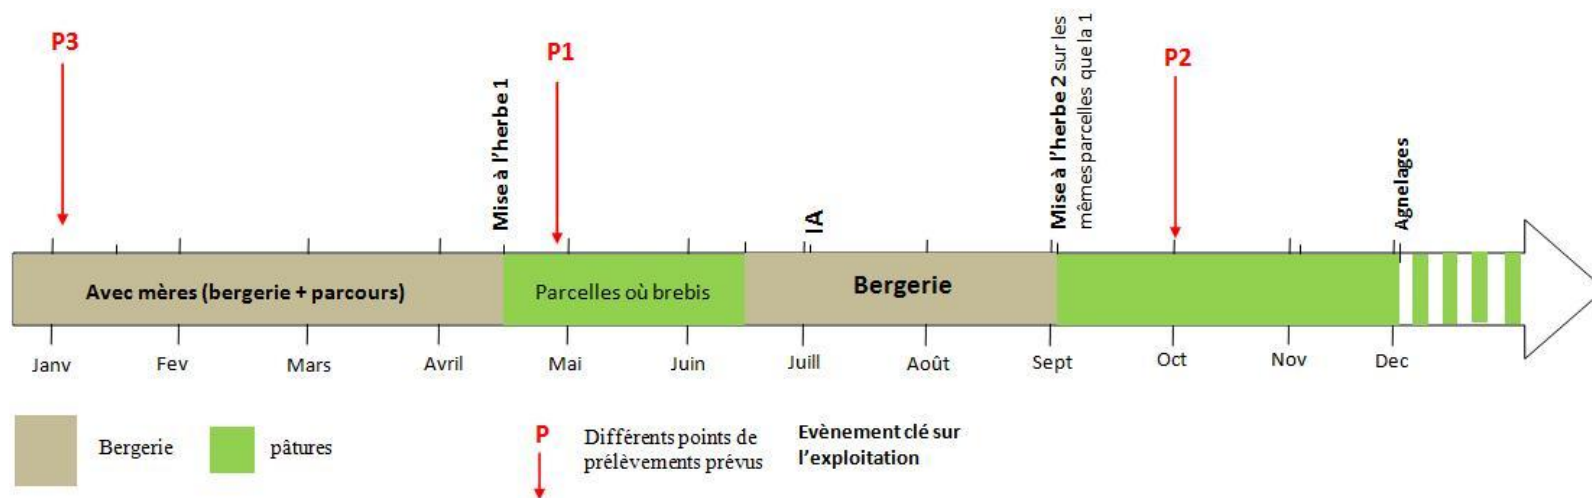 P3
P1
P2
Mise à l'herbe 1
IA
Mise à l'herbe 2 sur les
mêmes parcelles que la 1
Agnelages
Avec mères (bergerie + parcours)
Parcelles où brebis
Bergerie
Janv
Fev
Mars
Avril
Mai
Juin
Juill
Août
Sept
Oct
Nov
Dec
Bergerie
pâtures
P
Différents points de
prélèvements prévus
Evènement clé sur
l'exploitation